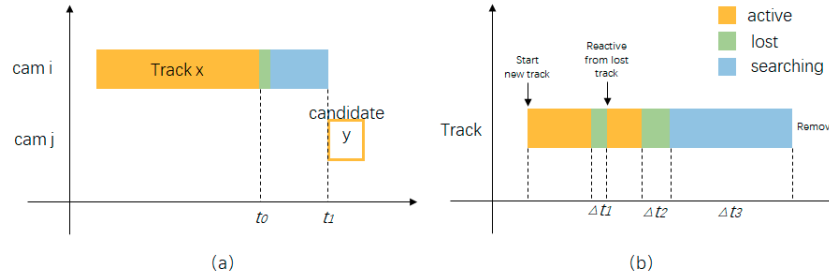 cam i
Track x
candidate
y
cam j
t0
t1
(a)
active
lost
searching
Start
new track
Reactive
from lost
track
Track
Remov
Δt1
Δt2
Δt3
(b)